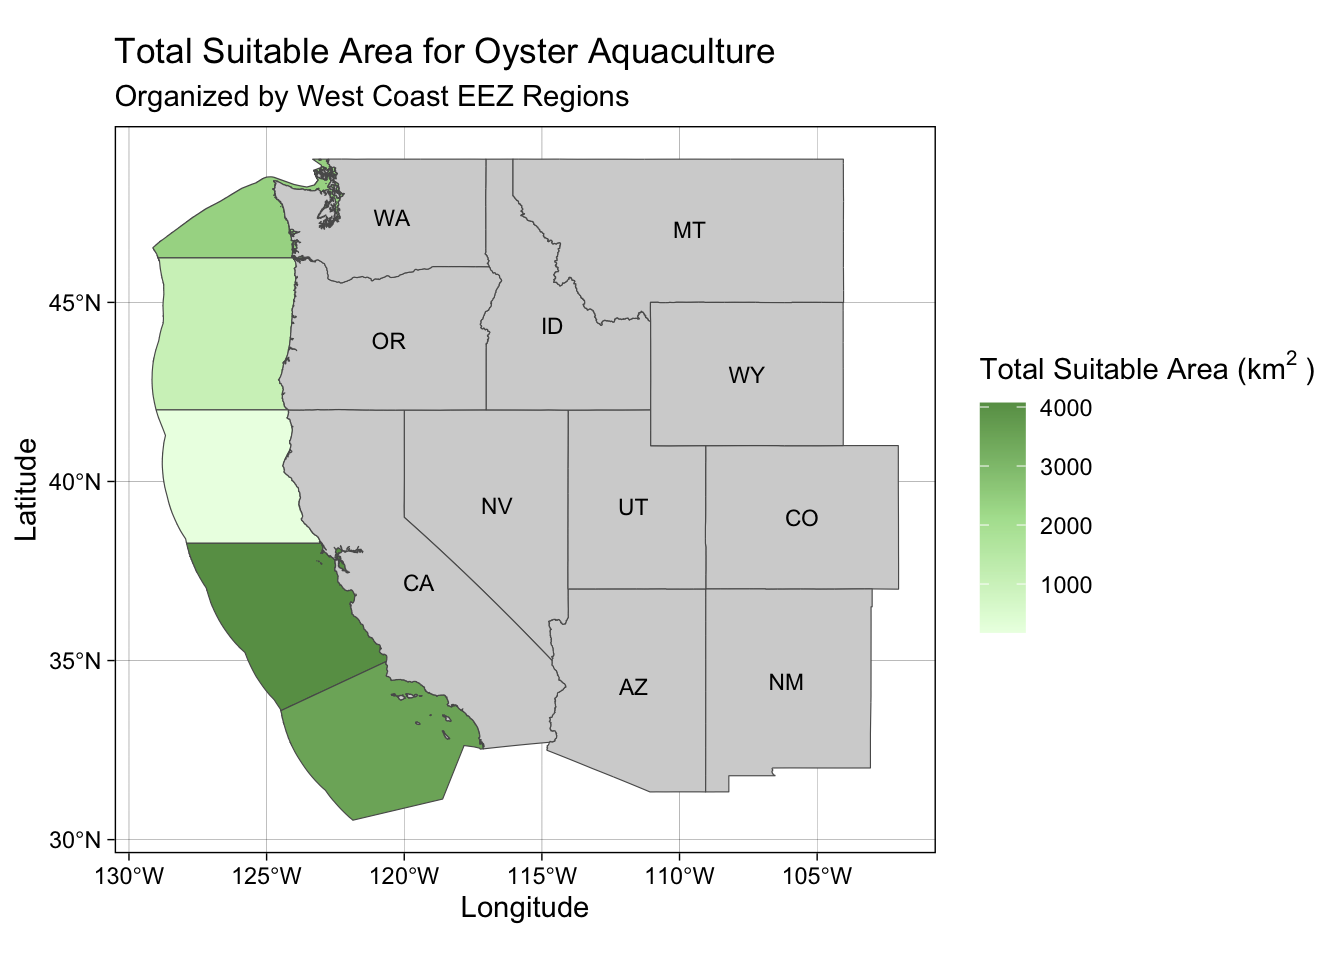 Total Suitable Area for Oyster Aquaculture
Organized by West Coast EEZ Regions
WA
MT
45°N
OR
ID
WY
40°N
NV
UT
CO
CA
35°N
AZ
NM
30°N
130°W 125°W 120°W 115°W 110°W 105°W
Longitude
Latitude
Total Suitable Area (km² )
4000
3000
2000
1000